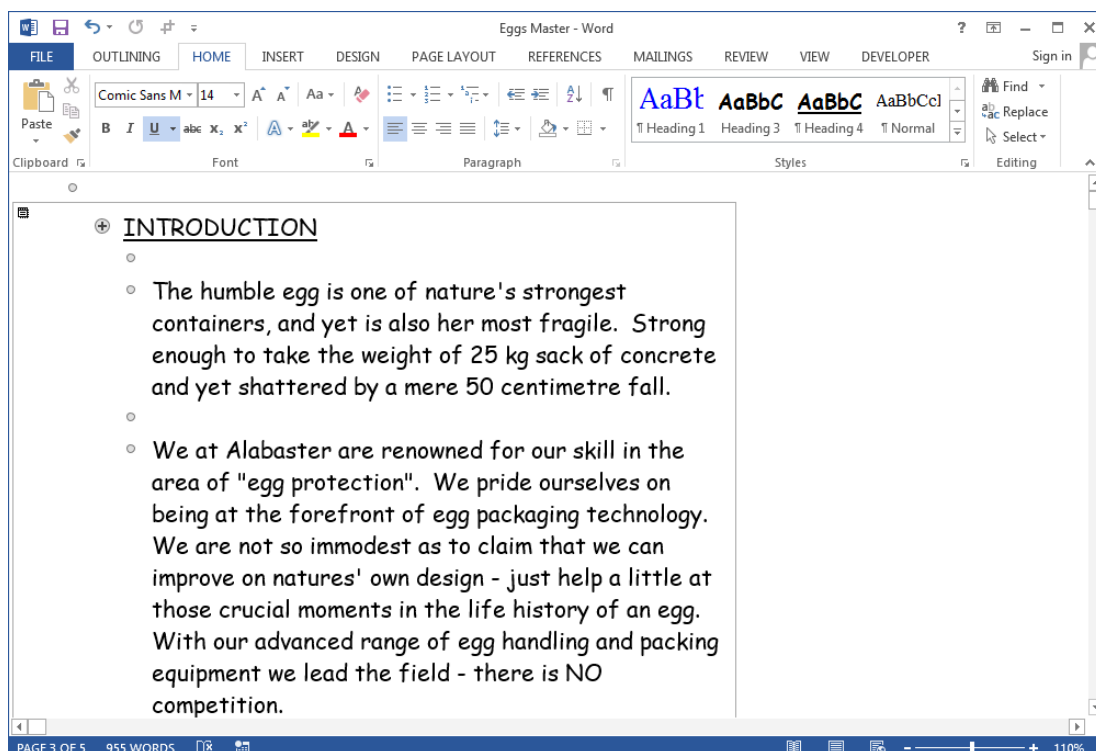 Eggs Master - Word
?
FILE OUTLINING HOME INSERT DESIGN PAGE LAYOUT REFERENCES MAILINGS REVIEW VIEW DEVELOPER Sign in
Paste
Comic Sans M 14 A A Aa
B I U abc X₂ X² A aby A
AaBb AaBbC AaBbC AaBbCcl
¶ Heading 1 Heading 3 ¶ Heading 4 ¶ Normal
Find
Replace
Select
Clipboard Font Paragraph Styles Editing
INTRODUCTION
The humble egg is one of nature's strongest
containers, and yet is also her most fragile.  Strong
enough to take the weight of 25 kg sack of concrete
and yet shattered by a mere 50 centimetre fall.
We at Alabaster are renowned for our skill in the
area of "egg protection".  We pride ourselves on
being at the forefront of egg packaging technology.
We are not so immodest as to claim that we can
improve on natures' own design - just help a little at
those crucial moments in the life history of an egg.
With our advanced range of egg handling and packing
equipment we lead the field - there is NO
competition.
PAGE 3 OF 5 955 WORDS 110%